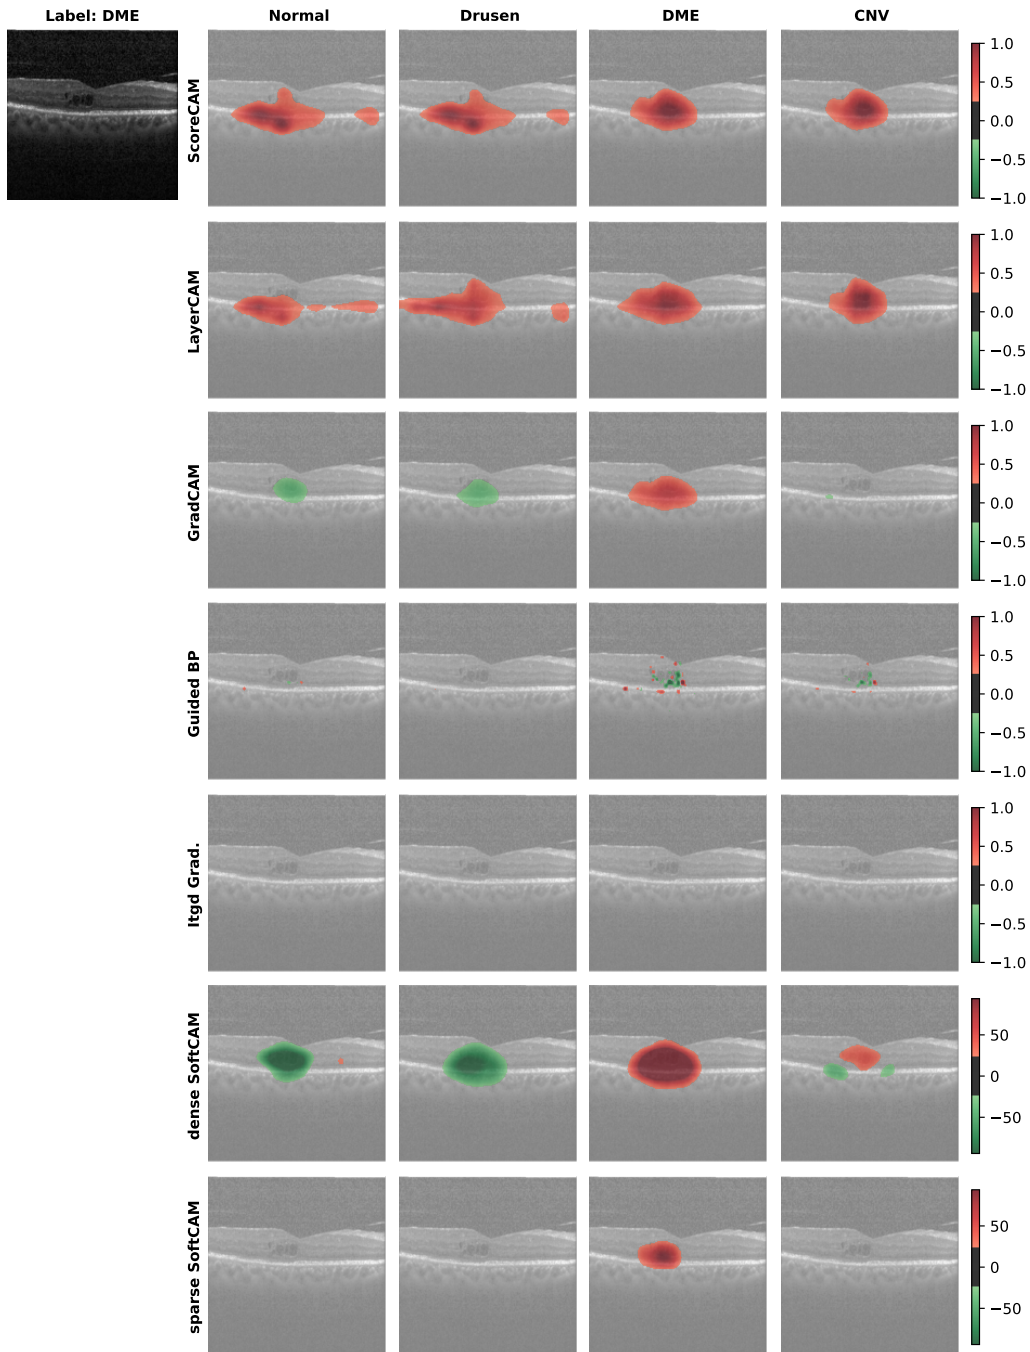 Label: DME
Normal
Drusen
DME
CNV
ScoreCAM
1.0
0.5
0.0
−0.5
−1.0
LayerCAM
1.0
0.5
0.0
−0.5
−1.0
GradCAM
1.0
0.5
0.0
−0.5
−1.0
Guided BP
1.0
0.5
0.0
−0.5
−1.0
Itgd Grad.
1.0
0.5
0.0
−0.5
−1.0
dense SoftCAM
50
0
−50
sparse SoftCAM
50
0
−50